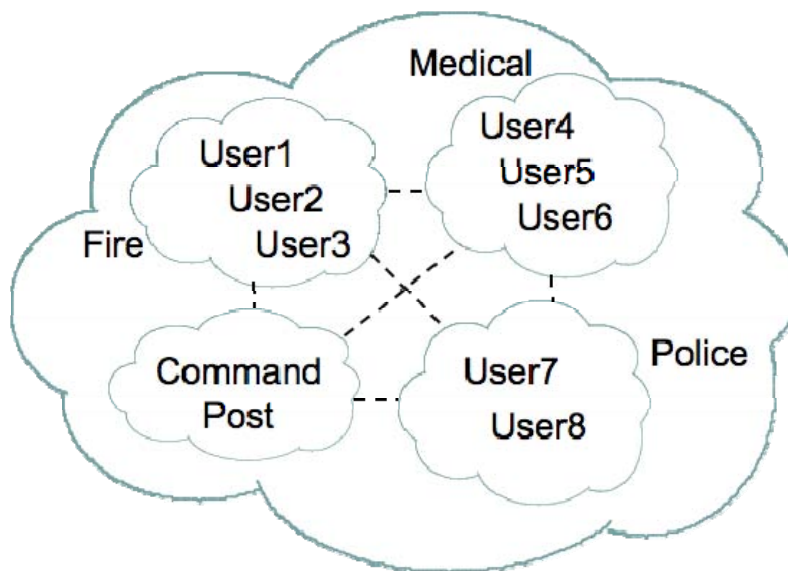 Medical
User1
User2
User3
Fire
User4
User5
User6
Command
Post
User7
User8
Police